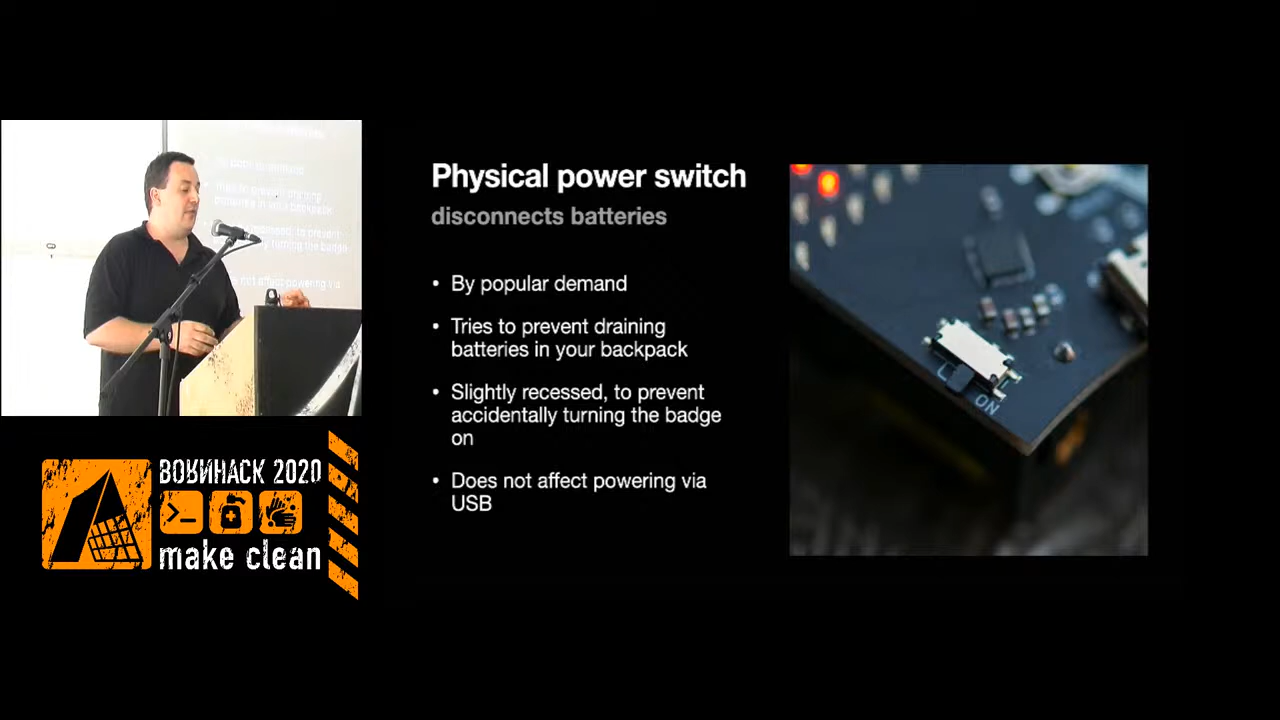 Physical power switch
disconnects batteries
• By popular demand
• Tries to prevent draining
batteries in your backpack
• Slightly recessed, to prevent
accidentally turning the badge
on
• Does not affect powering via
USB
ON
BOЯИHACK 2020
>_
make clean